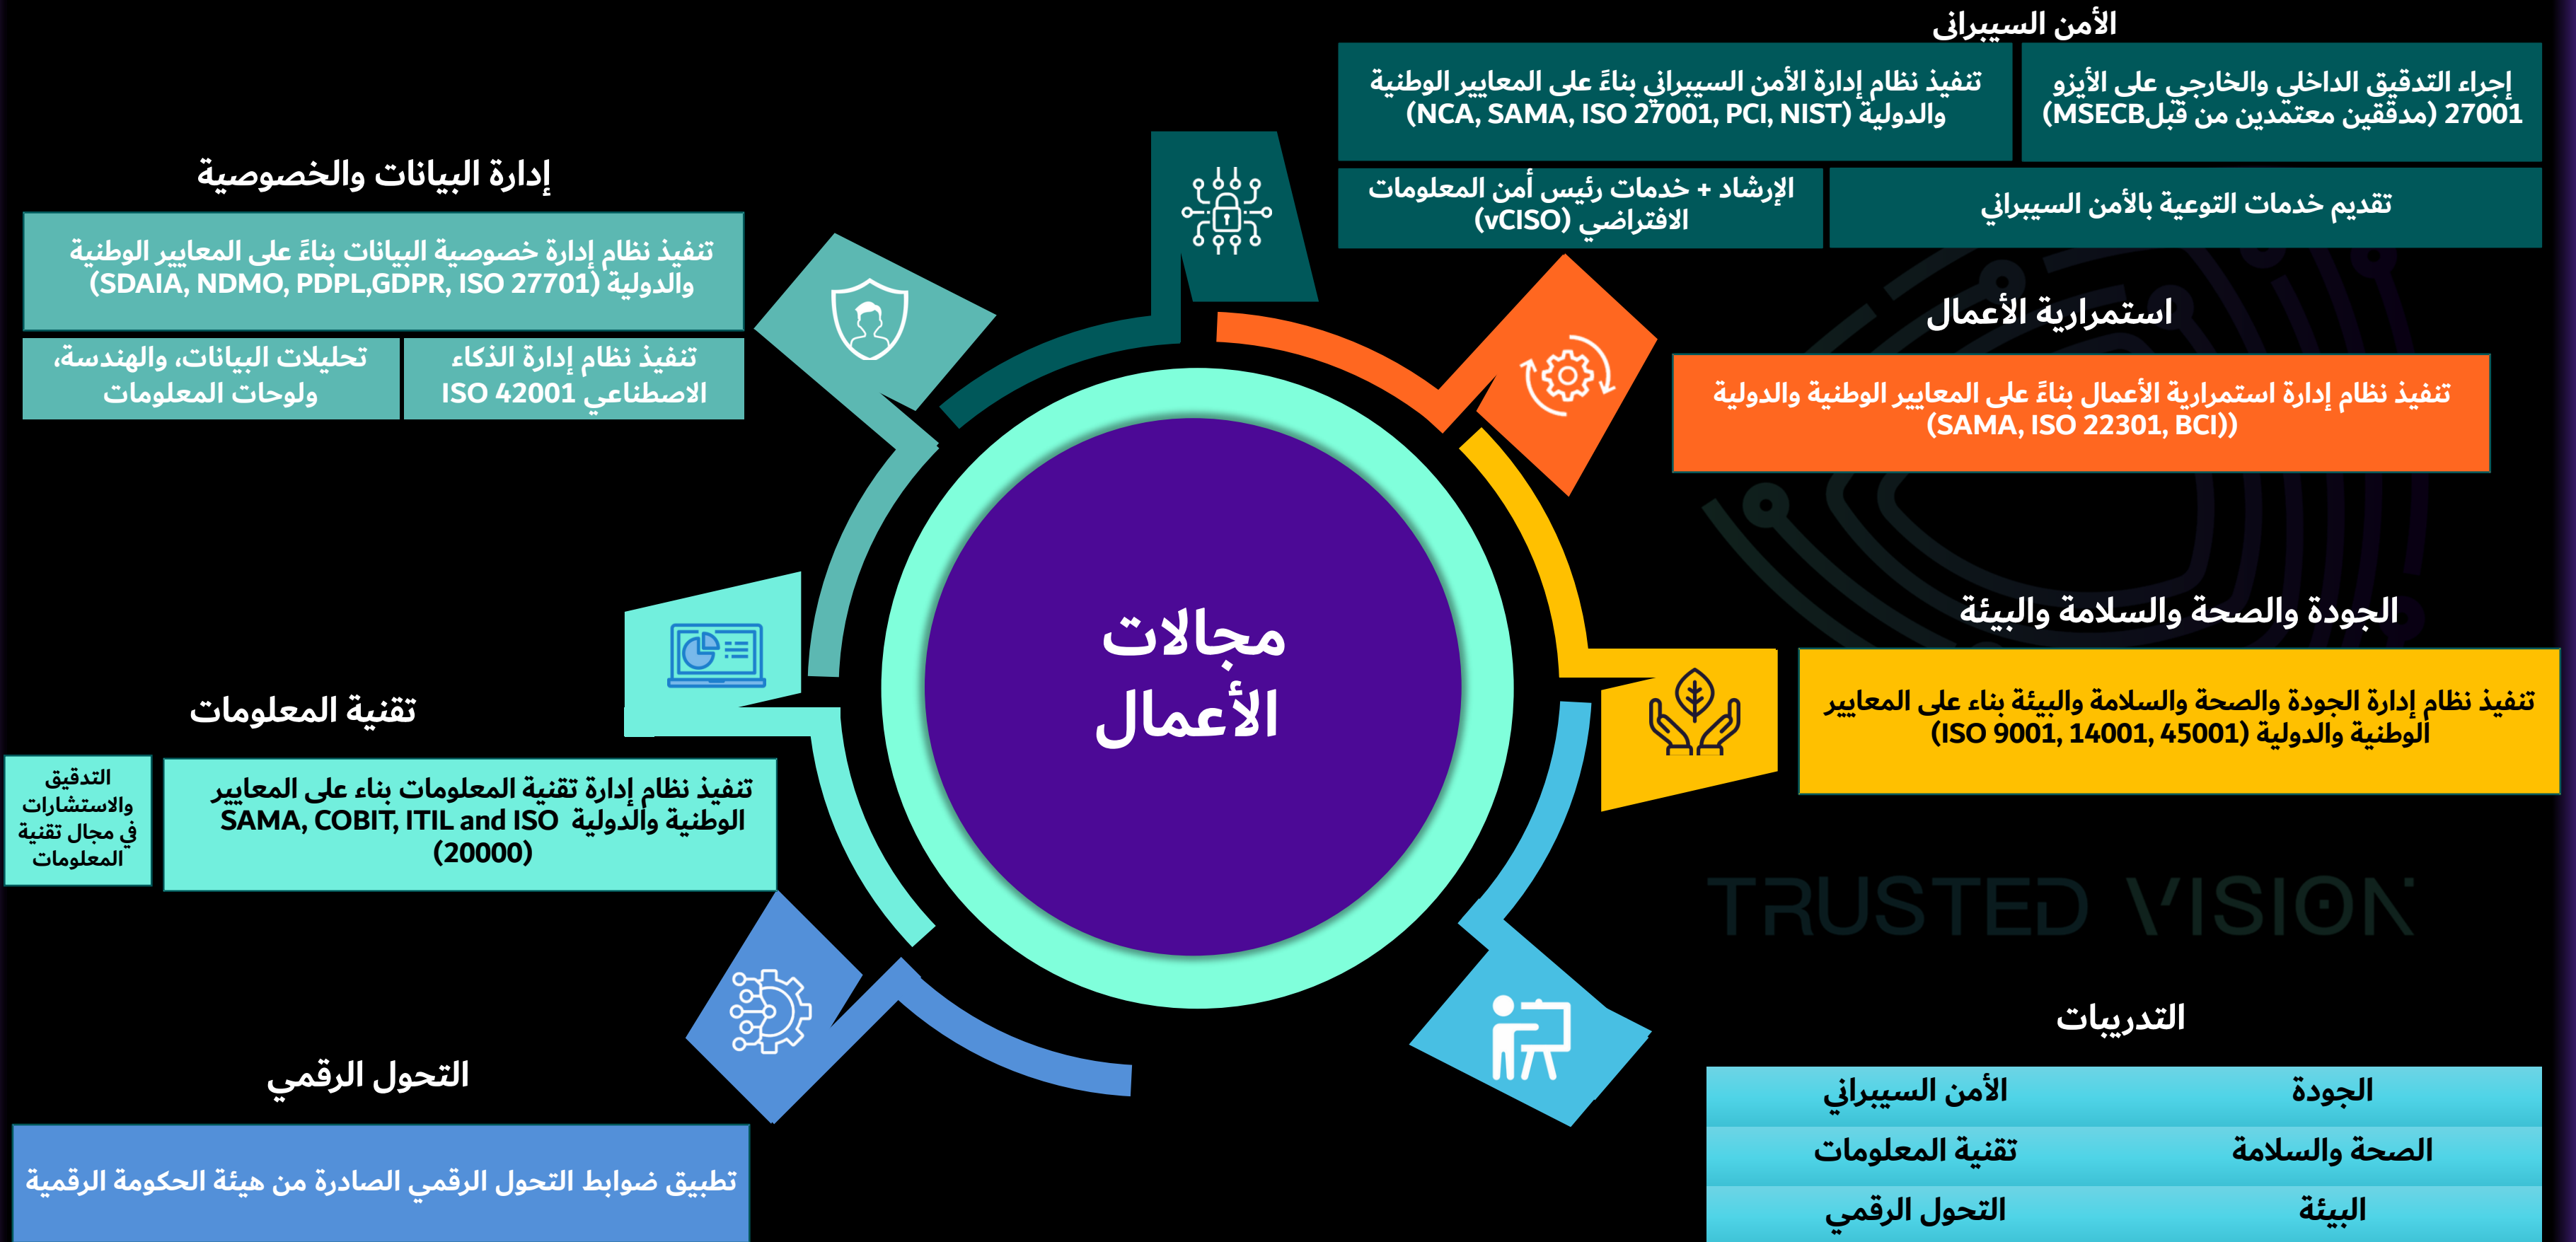 الأمن السيبراني
إجراء التدقيق الداخلي والخارجي على الأيزو
27001 (مدققين معتمدين من قبلMSECB)
تنفيذ نظام إدارة الأمن السيبراني بناءً على المعايير الوطنية
والدولية (NCA, SAMA, ISO 27001, PCI, NIST)
تقديم خدمات التوعية بالأمن السيبراني
الإرشاد + خدمات رئيس أمن المعلومات
الافتراضي (vCISO)
استمرارية الأعمال
تنفيذ نظام إدارة استمرارية الأعمال بناءً على المعايير الوطنية والدولية
(SAMA, ISO 22301, BCI))
الجودة والصحة والسلامة والبيئة
تنفيذ نظام إدارة الجودة والصحة والسلامة والبيئة بناء على المعايير
الوطنية والدولية (ISO 9001, 14001, 45001)
TRUSTED VISION
التدريبات
الجودة
الأمن السيبراني
الصحة والسلامة
تقنية المعلومات
البيئة
التحول الرقمي
مجالات
الأعمال
إدارة البيانات والخصوصية
تنفيذ نظام إدارة خصوصية البيانات بناءً على المعايير الوطنية
والدولية (SDAIA, NDMO, PDPL,GDPR, ISO 27701)
تنفيذ نظام إدارة الذكاء
الاصطناعي ISO 42001
تحليلات البيانات، والهندسة،
ولوحات المعلومات
تقنية المعلومات
تنفيذ نظام إدارة تقنية المعلومات بناء على المعايير
الوطنية والدولية SAMA, COBIT, ITIL and ISO
(20000)
التدقيق
والاستشارات
في مجال تقنية
المعلومات
التحول الرقمي
تطبيق ضوابط التحول الرقمي الصادرة من هيئة الحكومة الرقمية